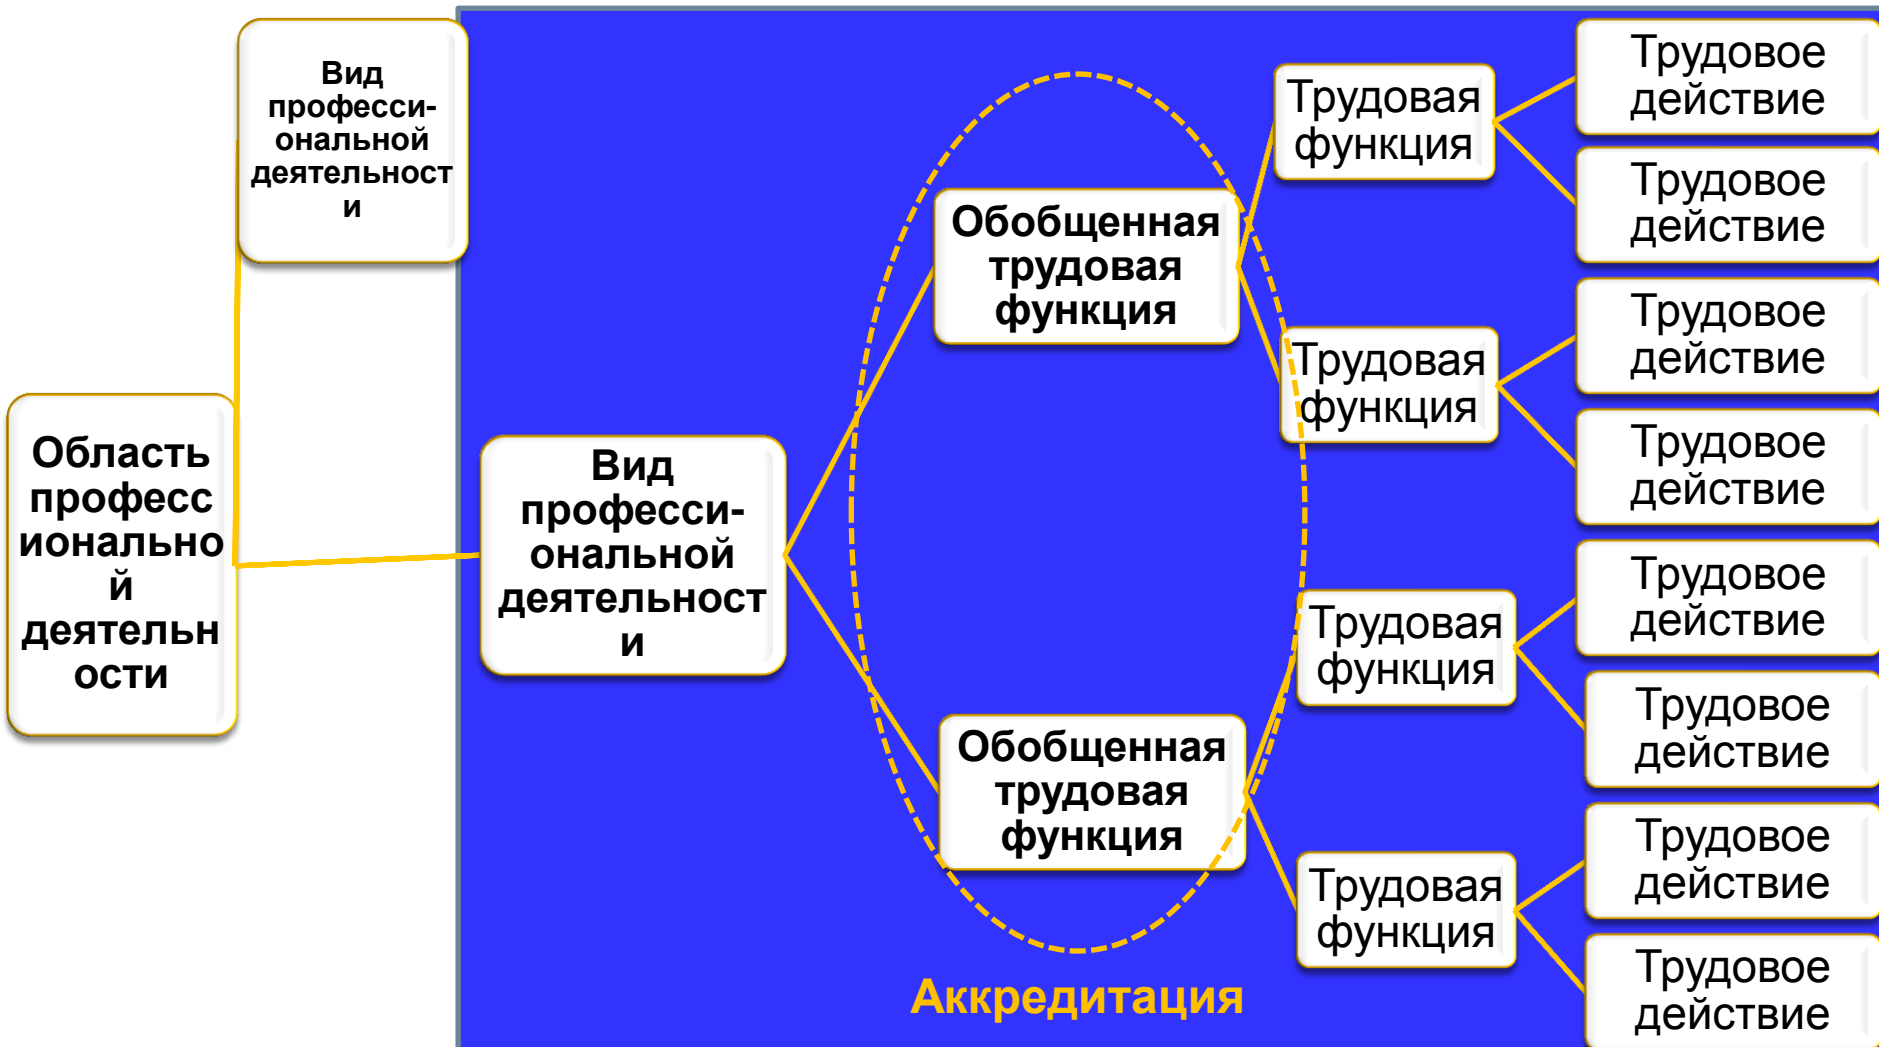 Вид
професси-
ональной
деятельност
и
Область
професс
ионально
й
деятельн
ости
Вид
професси-
ональной
деятельност
и
Обобщенная
трудовая
функция
Обобщенная
трудовая
функция
Трудовая
функция
Трудовая
функция
Трудовая
функция
Трудовая
функция
Трудовое
действие
Трудовое
действие
Трудовое
действие
Трудовое
действие
Трудовое
действие
Трудовое
действие
Трудовое
действие
Трудовое
действие
Аккредитация